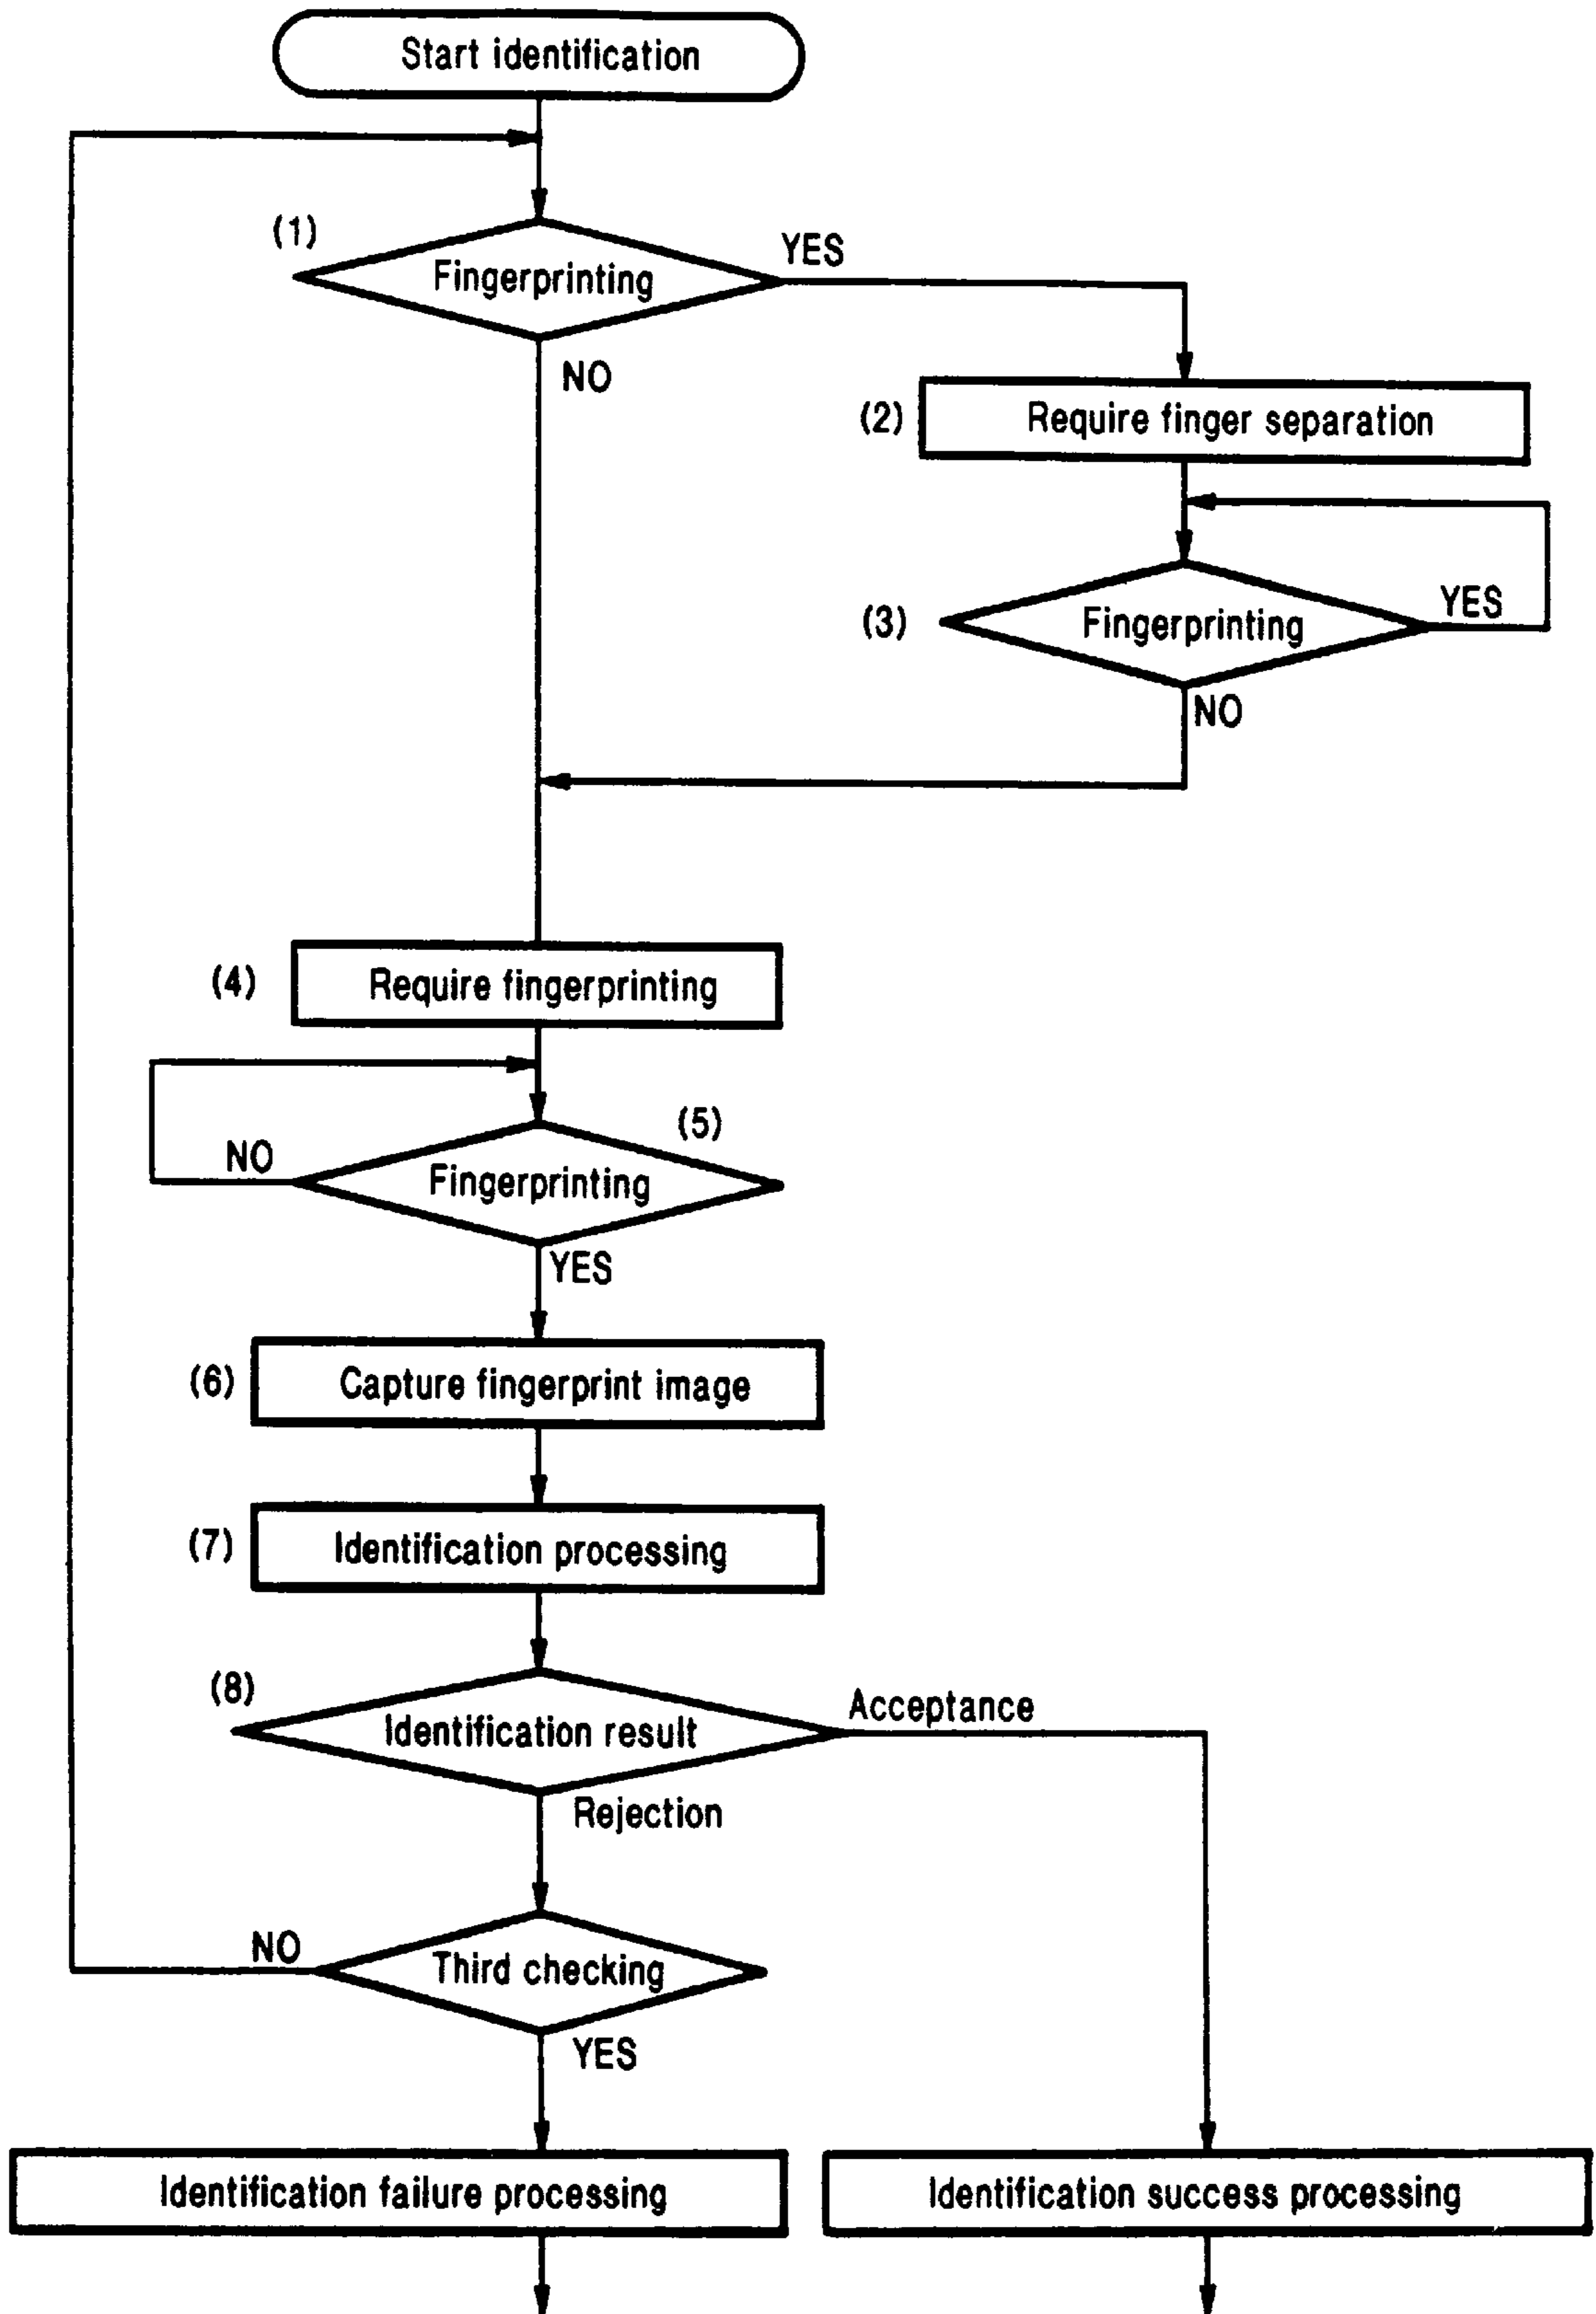 Start identification
(1)
Fingerprinting
YES
NO
(2)
Require finger separation
(3)
Fingerprinting
YES
NO
(4)
Require fingerprinting
(5)
NO
Fingerprinting
YES
(6)
Capture fingerprint image
(7)
Identification processing
(8)
Identification result
Acceptance
Rejection
NO
Third checking
YES
Identification failure processing
Identification success processing